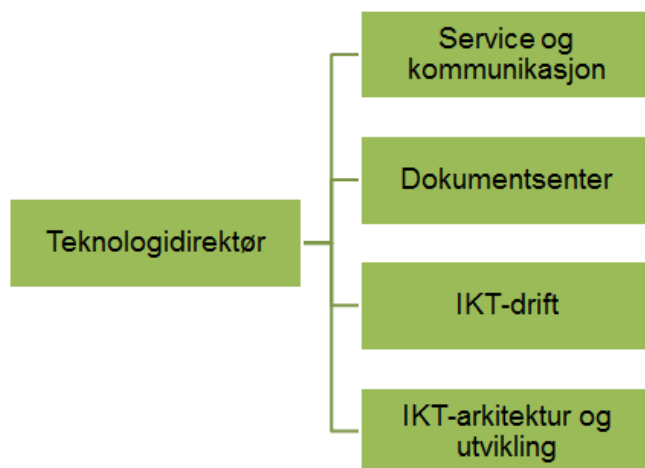 Service og
kommunikasjon
Dokumentsenter
Teknologidirektør
IKT-drift
IKT-arkitektur og
utvikling